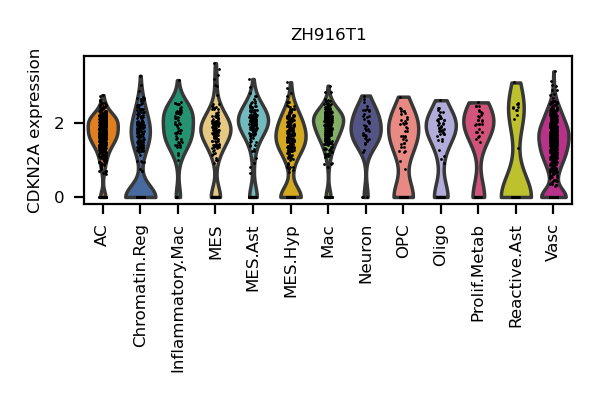 ZH916T1
CDKN2A expression
2
0
AC
Chromatin.Reg
Inflammatory.Mac
MES
MES.Ast
MES.Hyp
Mac
Neuron
OPC
Oligo
Prolif.Metab
Reactive.Ast
Vasc